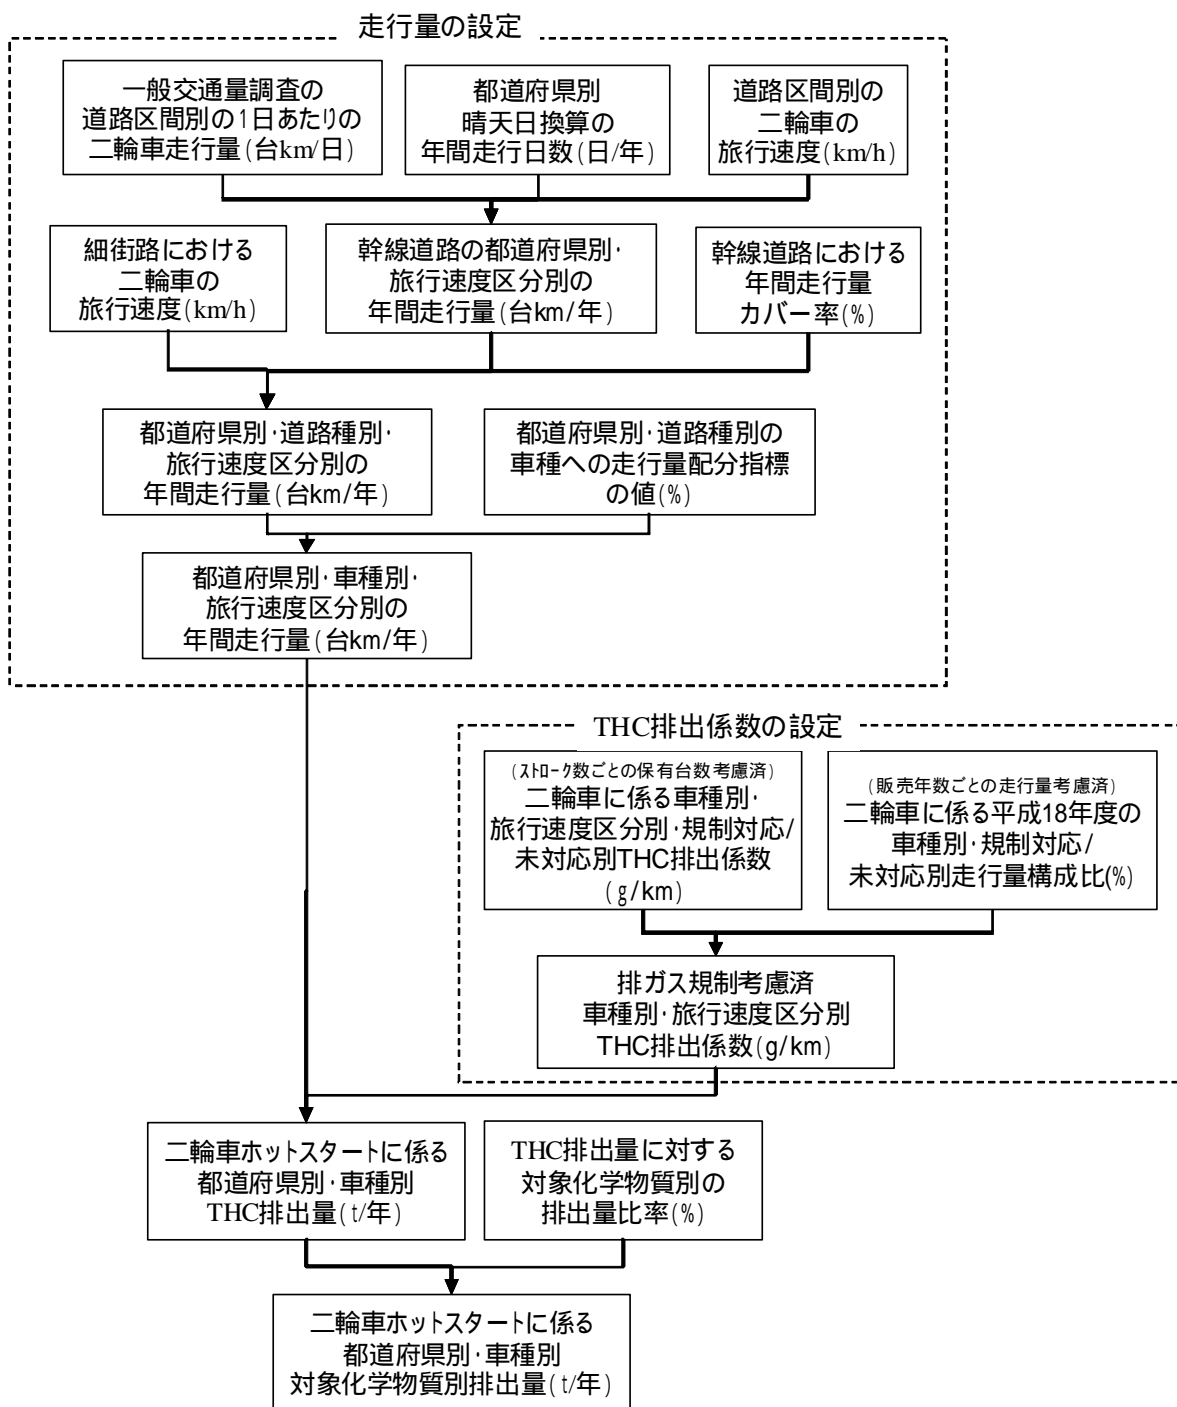 走行量の設定
一般交通量調査の
道路区間別の1日あたりの
二輪車走行量(台km/日)
都道府県別
晴天日換算の
年間走行日数(日/年)
道路区間別の
二輪車の
旅行速度(km/h)
細街路における
二輪車の
旅行速度(km/h)
幹線道路の都道府県別・
旅行速度区分別の
年間走行量(台km/年)
幹線道路における
年間走行量
カバー率(%)
都道府県別・道路種別・
旅行速度区分別の
年間走行量(台km/年)
都道府県別・道路種別の
車種への走行量配分指標
の値(%)
都道府県別・車種別・
旅行速度区分別の
年間走行量(台km/年)
THC排出係数の設定
(ストローク数ごとの保有台数考慮済)
二輪車に係る車種別・
旅行速度区分別・規制対応/
未対応別THC排出係数
(g/km)
(販売年数ごとの走行量考慮済)
二輪車に係る平成18年度の
車種別・規制対応/
未対応別走行量構成比(%)
排ガス規制考慮済
車種別・旅行速度区分別
THC排出係数(g/km)
二輪車ホットスタートに係る
都道府県別・車種別
THC排出量(t/年)
THC排出量に対する
対象化学物質別の
排出量比率(%)
二輪車ホットスタートに係る
都道府県別・車種別
対象化学物質別排出量(t/年)